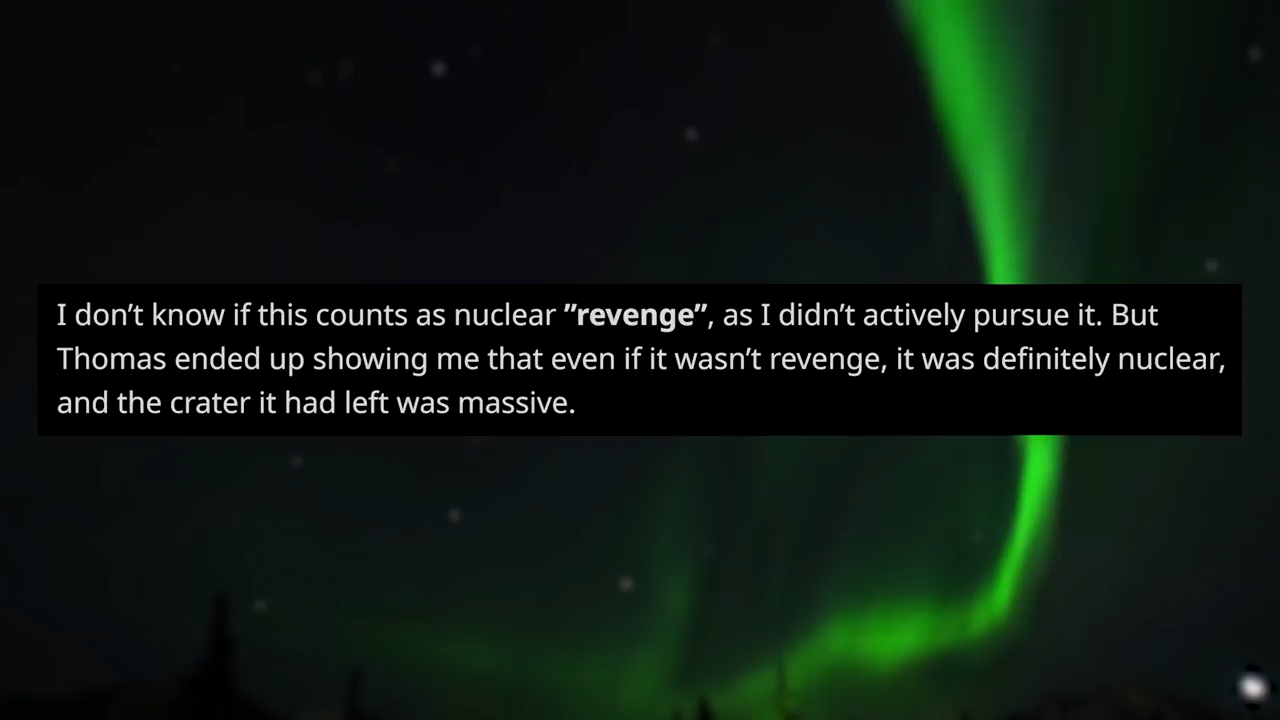 I don’t know if this counts as nuclear ”revenge”, as I didn’t actively pursue it. But
Thomas ended up showing me that even if it wasn’t revenge, it was definitely nuclear,
and the crater it had left was massive.